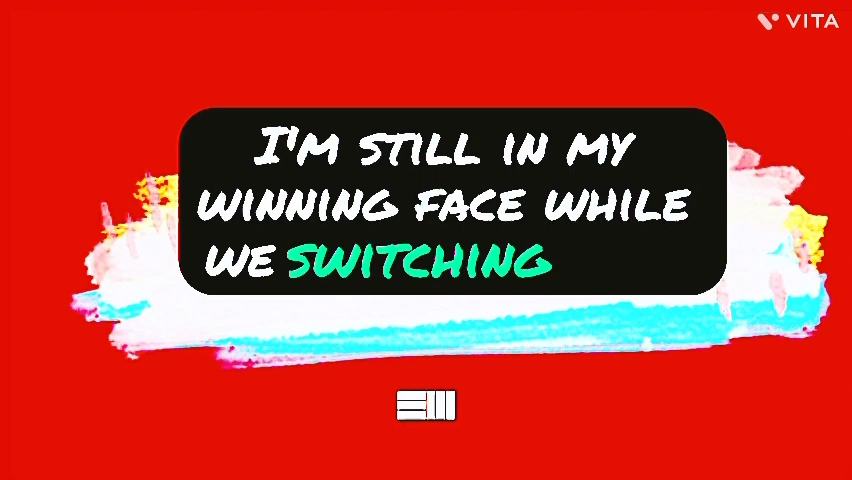 VITA
I'M STILL IN MY
WINNING FACE WHILE
WE SWITCHING